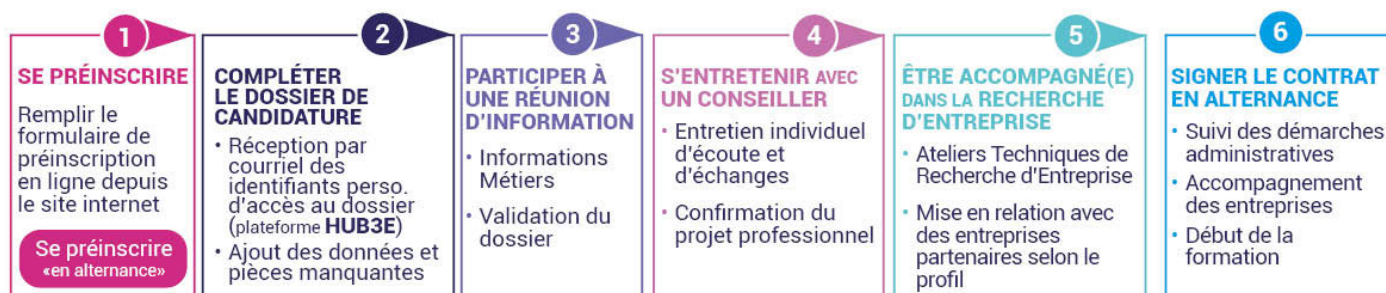 1
SE PRÉINSCRIRE
Remplir le
formulaire de
préinscription
en ligne depuis
le site internet
Se préinscrire
«en alternance»
2
COMPLÉTER
LE DOSSIER DE
CANDIDATURE
• Réception par
courriel des
identifiants perso.
d'accès au dossier
(plateforme HUB3E)
• Ajout des données et
pièces manquantes
3
PARTICIPER À
UNE RÉUNION
D'INFORMATION
• Informations
Métiers
• Validation du
dossier
4
S'ENTRETENIR AVEC
UN CONSEILLER
• Entretien individuel
d'écoute et
d'échanges
• Confirmation du
projet professionnel
5
ÊTRE ACCOMPAGNÉ(E)
DANS LA RECHERCHE
D'ENTREPRISE
• Ateliers Techniques de
Recherche d'Entreprise
• Mise en relation avec
des entreprises
partenaires selon le
profil
6
SIGNER LE CONTRAT
EN ALTERNANCE
• Suivi des démarches
administratives
• Accompagnement
des entreprises
• Début de la
formation